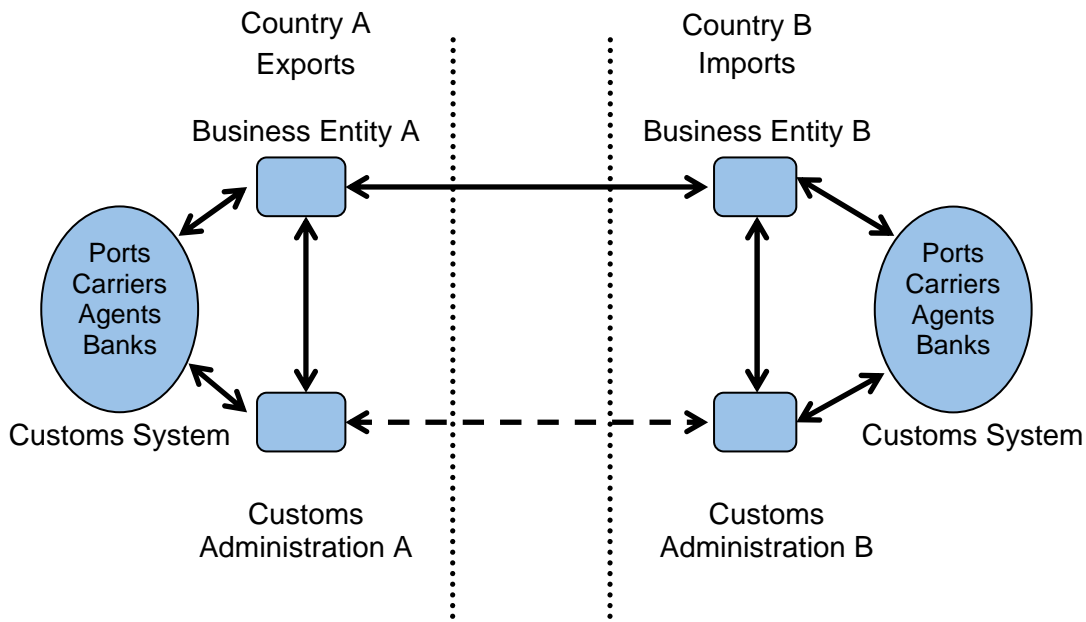 Country A
Exports
Country B
Imports
Business Entity A
Business Entity B
Ports
Carriers
Agents
Banks
Ports
Carriers
Agents
Banks
Customs System
Customs System
Customs
Administration A
Customs
Administration B